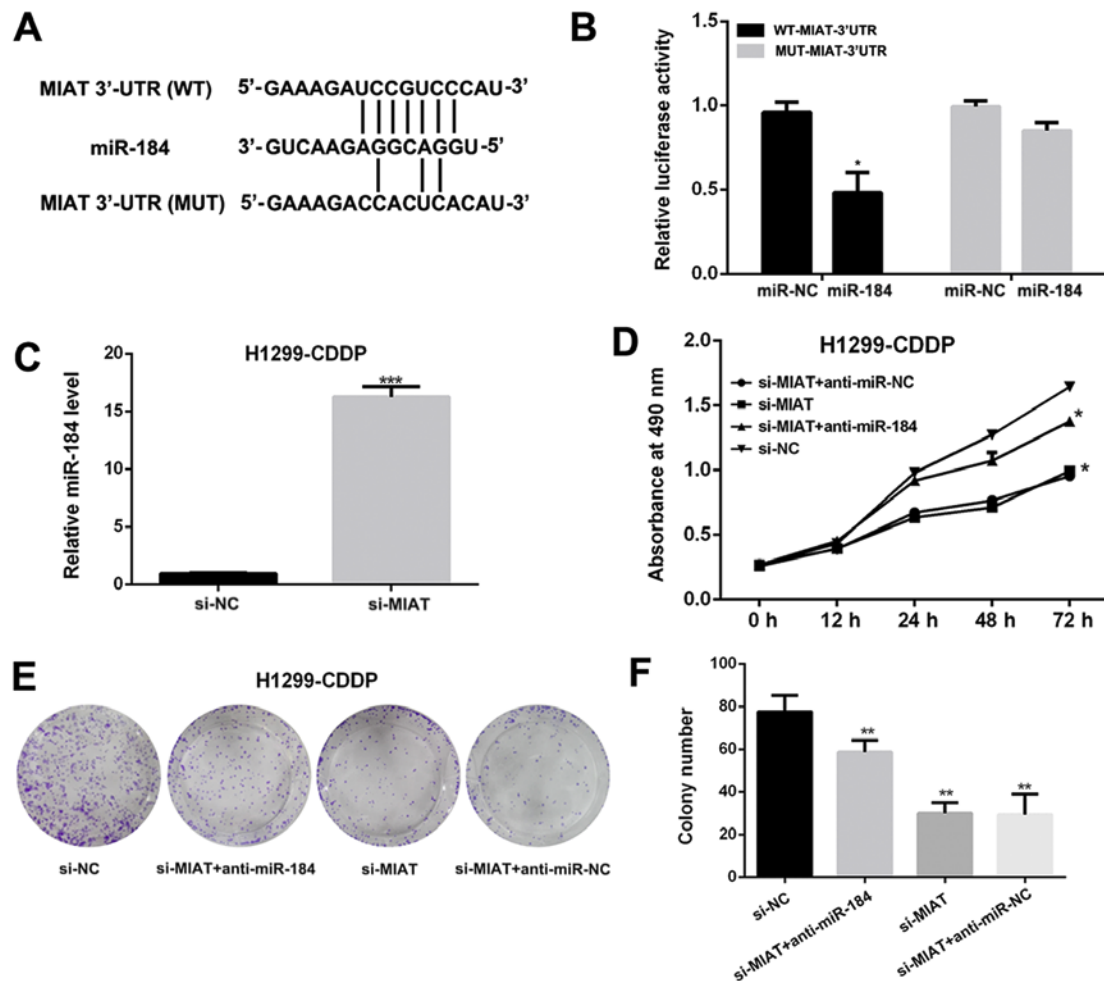 A
MIAT 3’-UTR (WT) 5’-GAAAGAUCCGUCCCAU-3’
miR-184 3’-GUCAAGAGGCAGGU-5’
MIAT 3’-UTR (MUT) 5’-GAAAGACCACUCACAU-3’
B
WT-MIAT-3’UTR
MUT-MIAT-3’UTR
Relative luciferase activity
1.5
1.0
0.5
0.0
*
miR-NC miR-184 miR-NC miR-184
C
H1299-CDDP
Relative miR-184 level
20
15
10
5
0
***
si-NC si-MIAT
D
H1299-CDDP
si-MIAT+anti-miR-NC
si-MIAT
si-MIAT+anti-miR-184
si-NC
Absorbance at 490 nm
2.0
1.5
1.0
0.5
0.0
*
*
0 h 12 h 24 h 48 h 72 h
E
H1299-CDDP
si-NC si-MIAT+anti-miR-184 si-MIAT si-MIAT+anti-miR-NC
F
Colony number
100
80
60
40
20
0
**
**
**
si-NC
si-MIAT+anti-miR-184
si-MIAT
si-MIAT+anti-miR-NC